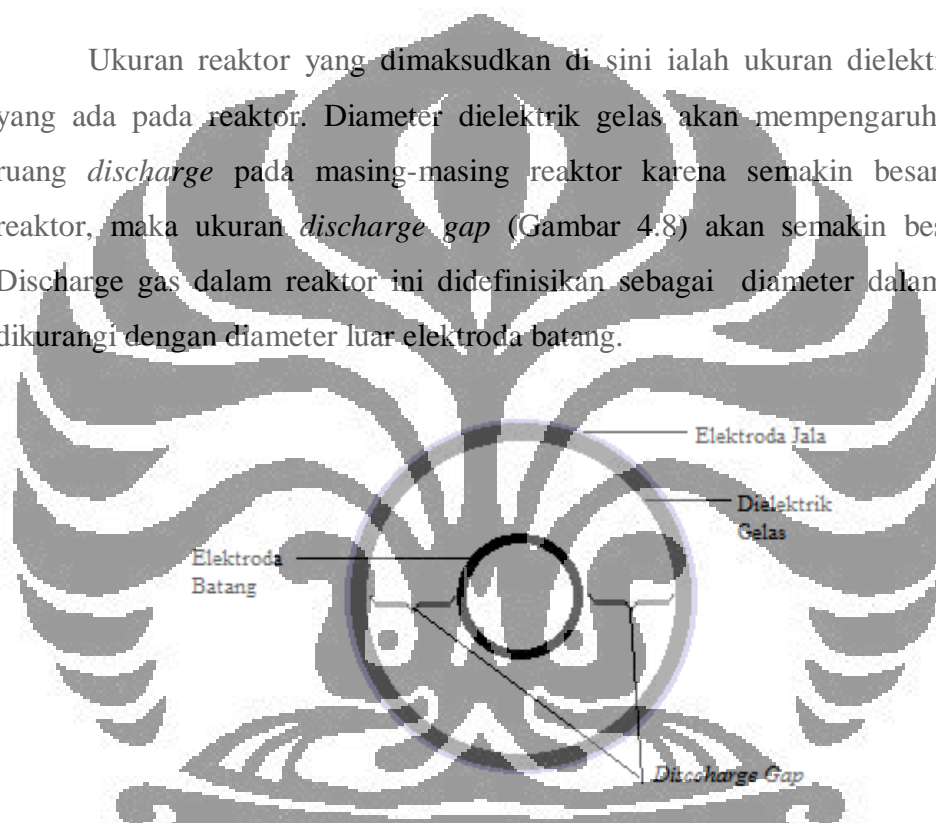 Ukuran reaktor yang dimaksudkan di sini ialah ukuran dielekt
yang ada pada reaktor. Diameter dielektrik gelas akan mempengaruh
ruang discharge pada masing-masing reaktor karena semakin besar
reaktor, maka ukuran discharge gap (Gambar 4.8) akan semakin bes
Discharge gas dalam reaktor ini didefinisikan sebagai diameter dalam
dikurangi dengan diameter luar elektroda batang.
Elektroda Jala
Dielektrik
Gelas
Elektroda
Batang
Disccharge Gap